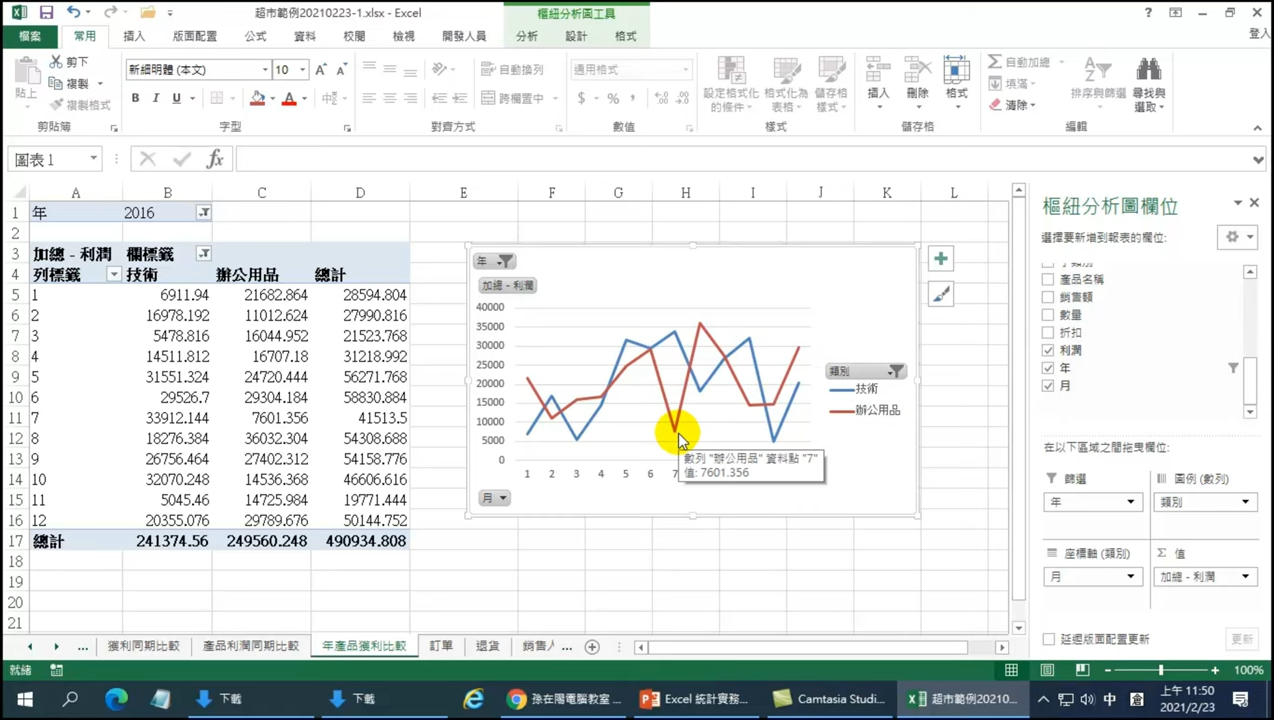 超市範例20210223-1.xlsx - Excel
樞紐分析圖工具
登入
檔案 常用 插入 版面配置 公式 資料 校閱 檢視 開發人員 分析 設計 格式
貼上 剪下 複製 複製格式
剪貼簿
新細明體 (本文) 10
B I U
字型
自動換列
跨欄置中
對齊方式
通用格式
$ % ,
數值
設定格式化的條件 格式化為表格 儲存格樣式
樣式
插入 刪除 格式
儲存格
自動加總
填滿
清除
排序與篩選 尋找與選取
編輯
圖表 1
fx
A B C D E F G H I J K L
1 年 2016
2
3 加總 - 利潤 欄標籤
4 列標籤 技術 辦公用品 總計
5 1 6911.94 21682.864 28594.804
6 2 16978.192 11012.624 27990.816
7 3 5478.816 16044.952 21523.768
8 4 14511.812 16707.18 31218.992
9 5 31551.324 24720.444 56271.768
10 6 29526.7 29304.184 58830.884
11 7 33912.144 7601.356 41513.5
12 8 18276.384 36032.304 54308.688
13 9 26756.464 27402.312 54158.776
14 10 32070.248 14536.368 46606.616
15 11 5045.46 14725.984 19771.444
16 12 20355.076 29789.676 50144.752
17 總計 241374.56 249560.248 490934.808
18
19
20
21
年
加總 - 利潤
40000
35000
30000
25000
20000
15000
10000
5000
0
1 2 3 4 5 6 7
月
類別
技術
辦公用品
數列 "辦公用品" 資料點 "7"
值: 7601.356
樞紐分析圖欄位
選擇要新增到報表的欄位:
產品名稱
銷售額
數量
折扣
利潤
年
月
在以下區域之間拖曳欄位:
篩選 圖例 (數列)
年 類別
座標軸 (類別) Σ 值
月 加總 - 利潤
延遲版面配置更新 更新
... 獲利同期比較 產品利潤同期比較 年產品獲利比較 訂單 退貨 銷售人 ...
就緒 100%
下載 下載 孫在陽電腦教室... Excel 統計實務... Camtasia Studi... 超市範例20210... 中
上午 11:50
2021/2/23